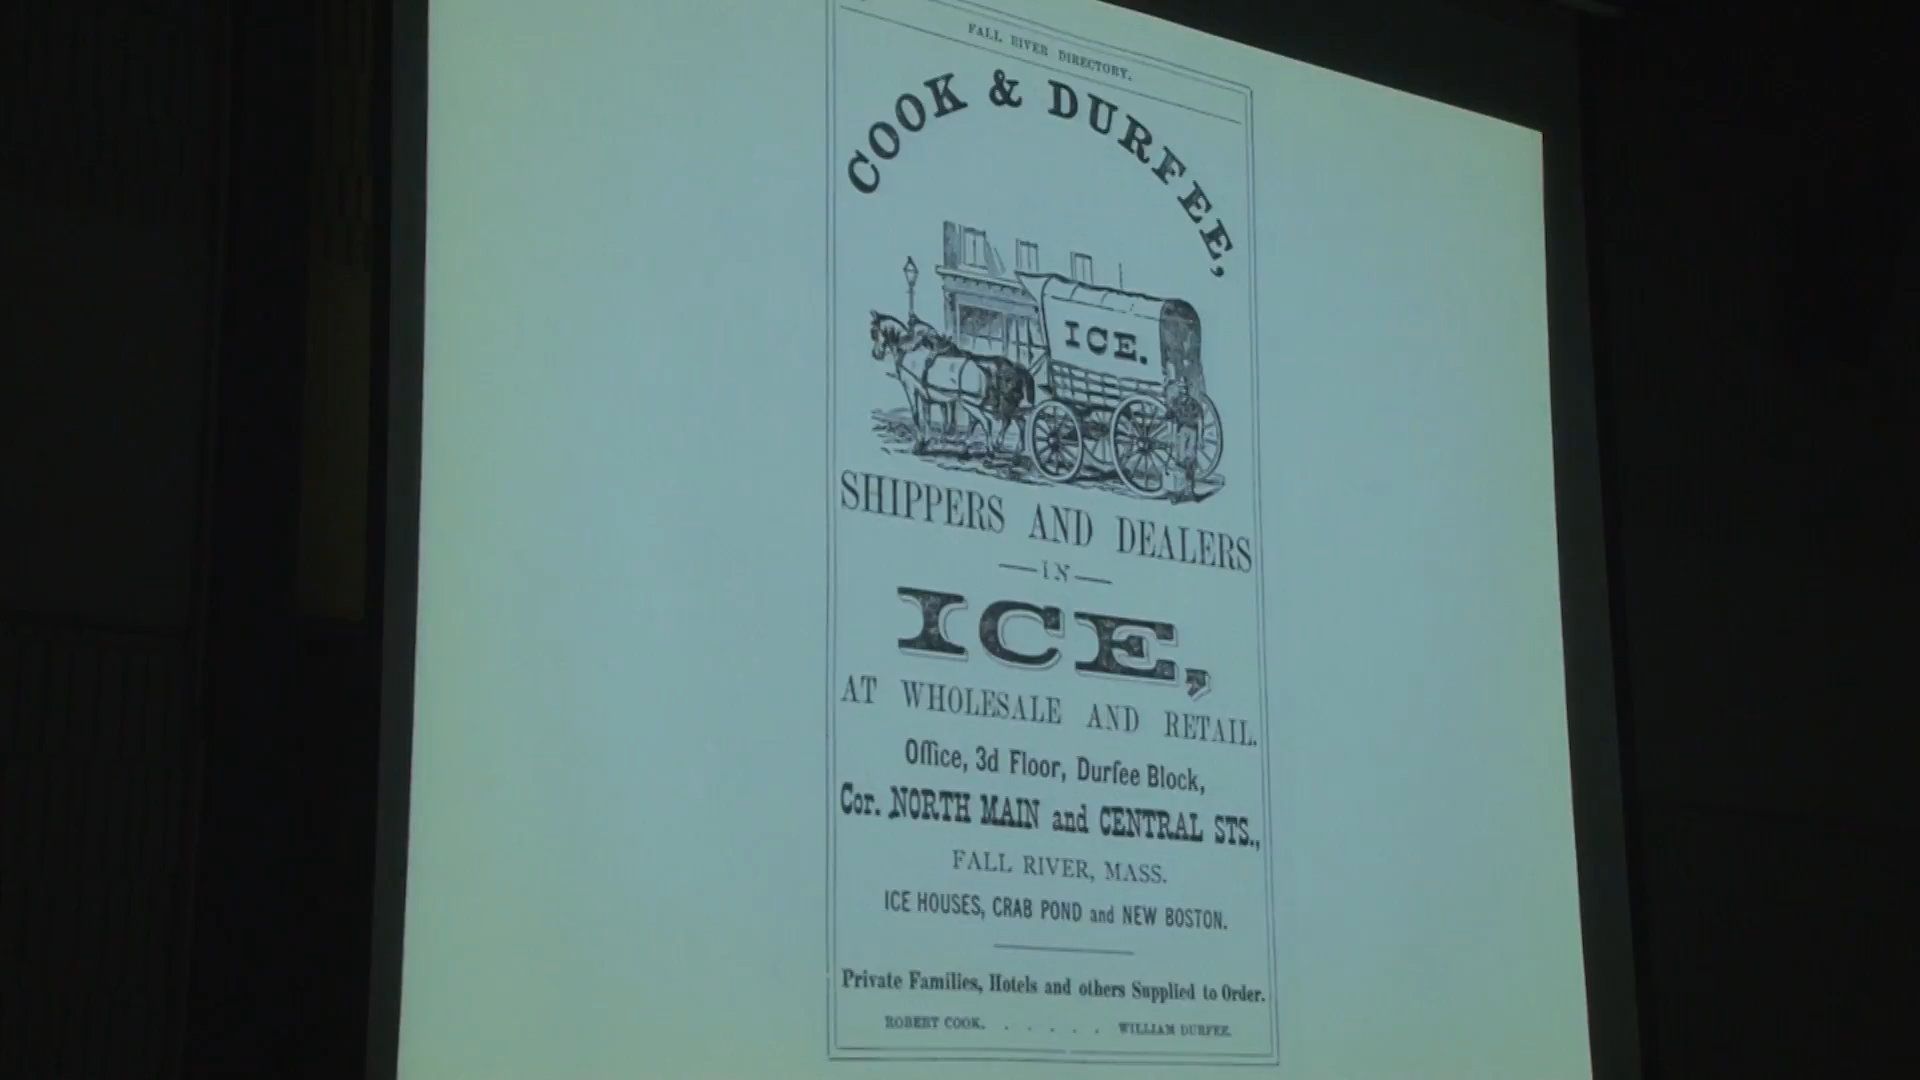 FALL RIVER DIRECTORY.
COOK & DURFEE,
ICE.
SHIPPERS AND DEALERS
—IN—
ICE,
AT WHOLESALE AND RETAIL.
Office, 3d Floor, Durfee Block,
Cor. NORTH MAIN and CENTRAL STS.,
FALL RIVER, MASS.
ICE HOUSES, CRAB POND and NEW BOSTON.
Private Families, Hotels and others Supplied to Order.
ROBERT COOK. . . . . . WILLIAM DURFEE.